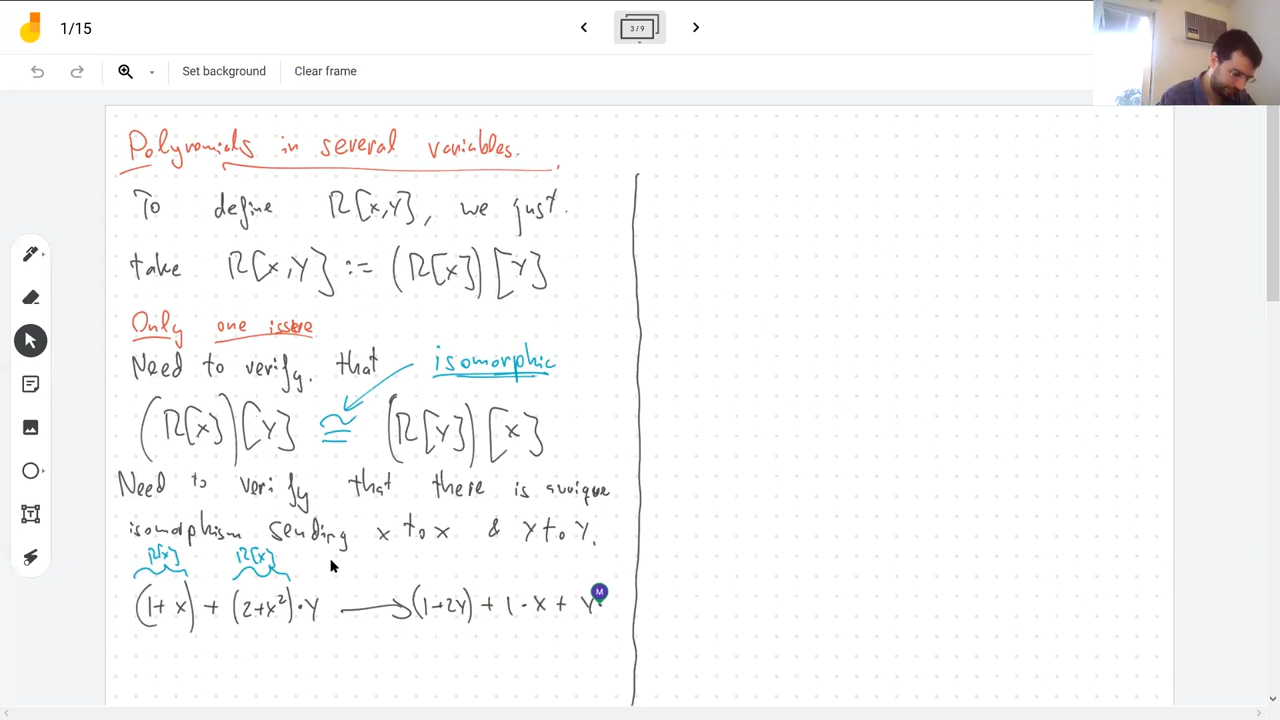 1/15
3/9
Set background
Clear frame
Polynomials in several variables.
To define R[x,Y], we just
take R[x,Y] := (R[x])[Y]
Only one issue
Need to verify. that isomorphic
(R[x])[Y] ≅ (R[Y])[x]
Need to verify that there is unique
isomorphism sending x to x & Y to Y.
R[x] R[x]
(1+x) + (2+x²)·Y ⟶ (1+2Y) + 1·x + Y·
M